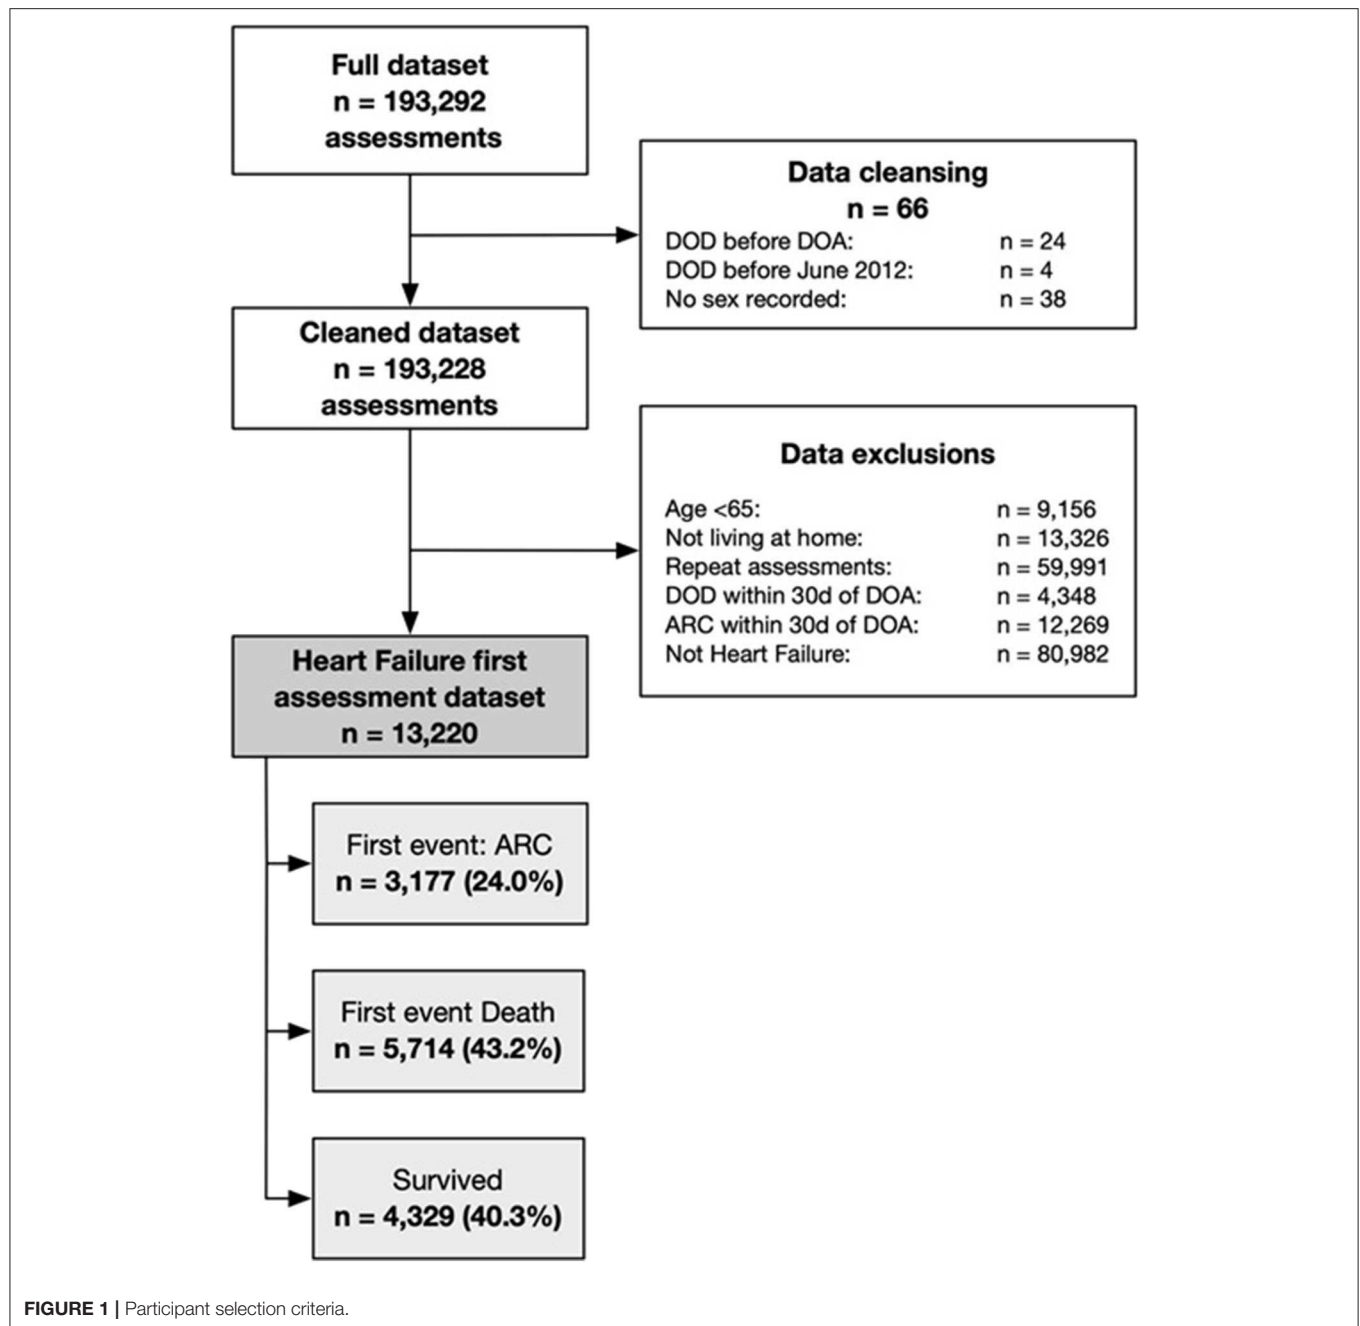 Full dataset
n = 193,292
assessments
Data cleansing
n = 66
DOD before DOA: n = 24
DOD before June 2012: n = 4
No sex recorded: n = 38
Cleaned dataset
n = 193,228
assessments
Data exclusions
Age <65: n = 9,156
Not living at home: n = 13,326
Repeat assessments: n = 59,991
DOD within 30d of DOA: n = 4,348
ARC within 30d of DOA: n = 12,269
Not Heart Failure: n = 80,982
Heart Failure first
assessment dataset
n = 13,220
First event: ARC
n = 3,177 (24.0%)
First event Death
n = 5,714 (43.2%)
Survived
n = 4,329 (40.3%)
FIGURE 1 | Participant selection criteria.